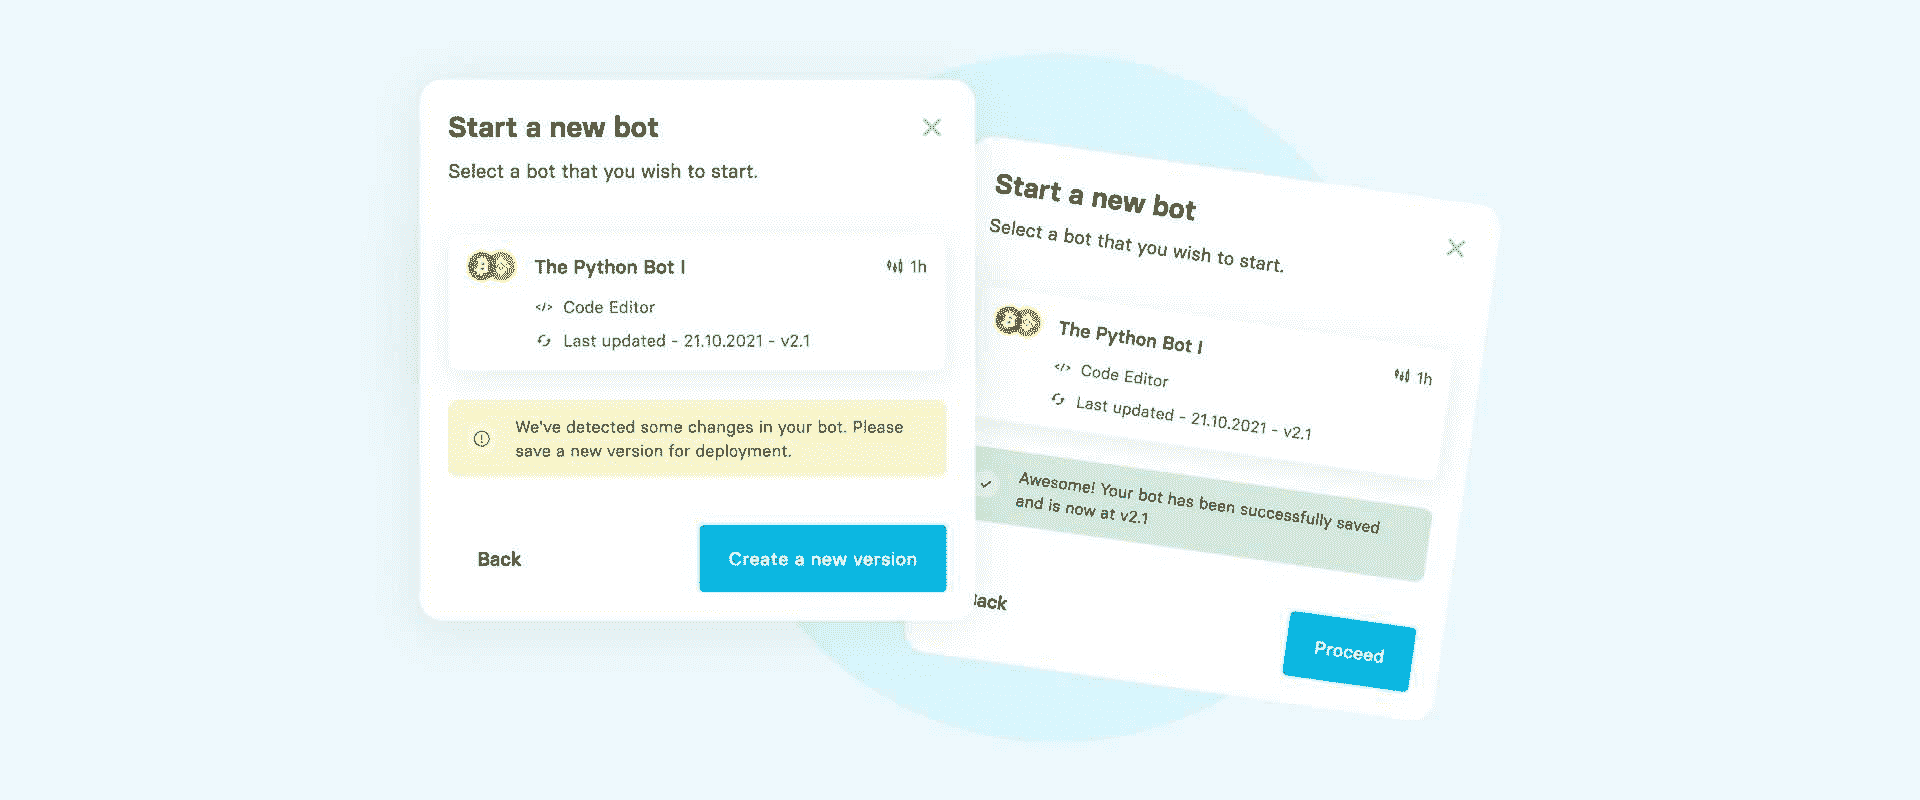 Start a new bot
Select a bot that you wish to start.
The Python Bot I
1h
Code Editor
Last updated - 21.10.2021 - v2.1
We've detected some changes in your bot. Please
save a new version for deployment.
Back
Create a new version
Start a new bot
Select a bot that you wish to start.
The Python Bot I
1h
Code Editor
Last updated - 21.10.2021 - v2.1
Awesome! Your bot has been successfully saved
and is now at v2.1
ack
Proceed